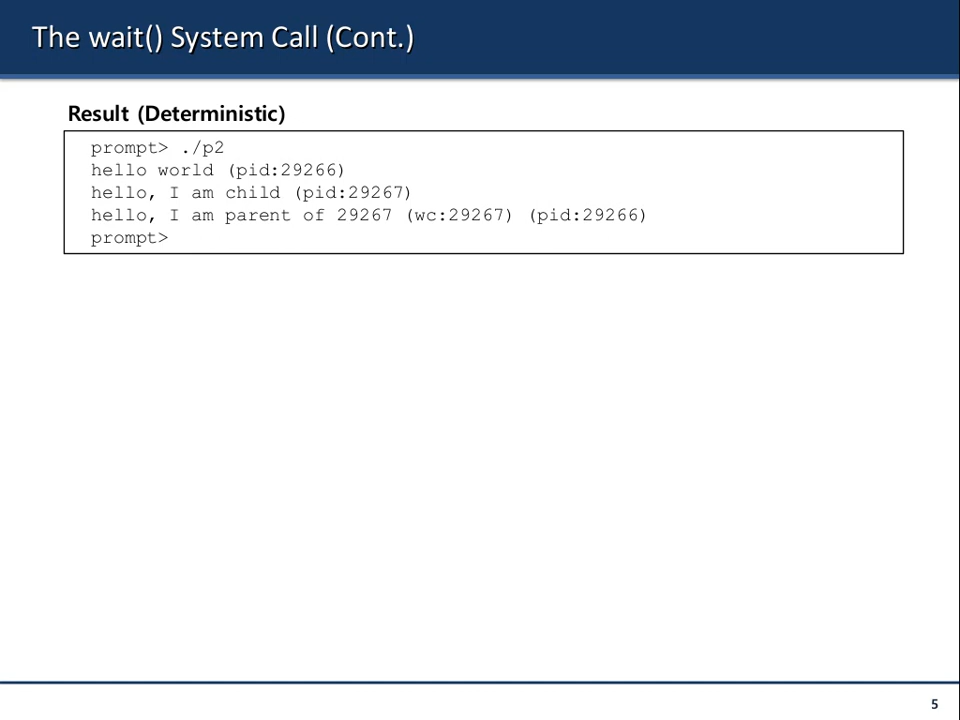 The wait() System Call (Cont.)
Result (Deterministic)
prompt> ./p2
hello world (pid:29266)
hello, I am child (pid:29267)
hello, I am parent of 29267 (wc:29267) (pid:29266)
prompt>
5